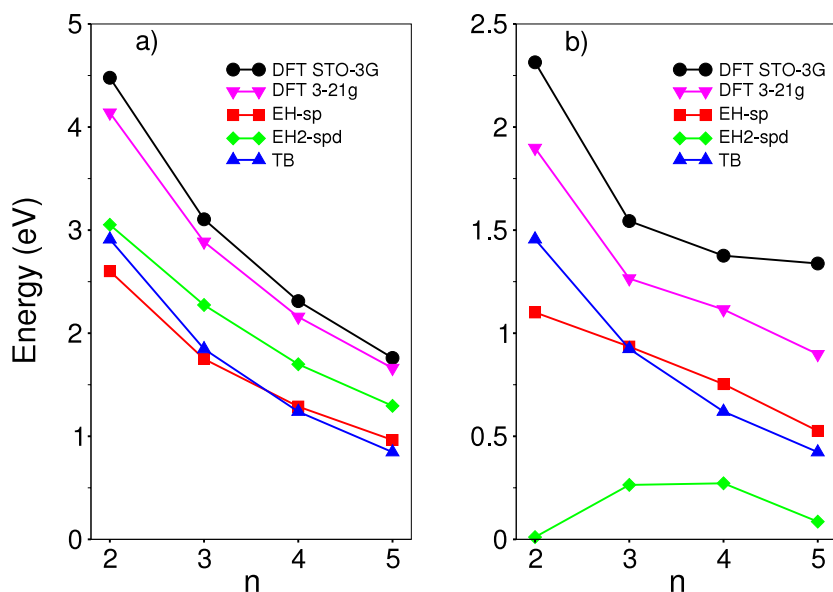 a)
DFT STO-3G
DFT 3-21g
EH-sp
EH2-spd
TB
Energy (eV)
5
4
3
2
1
0
2 3 4 5
n
b)
DFT STO-3G
DFT 3-21g
EH-sp
EH2-spd
TB
2.5
2
1.5
1
0.5
0
2 3 4 5
n